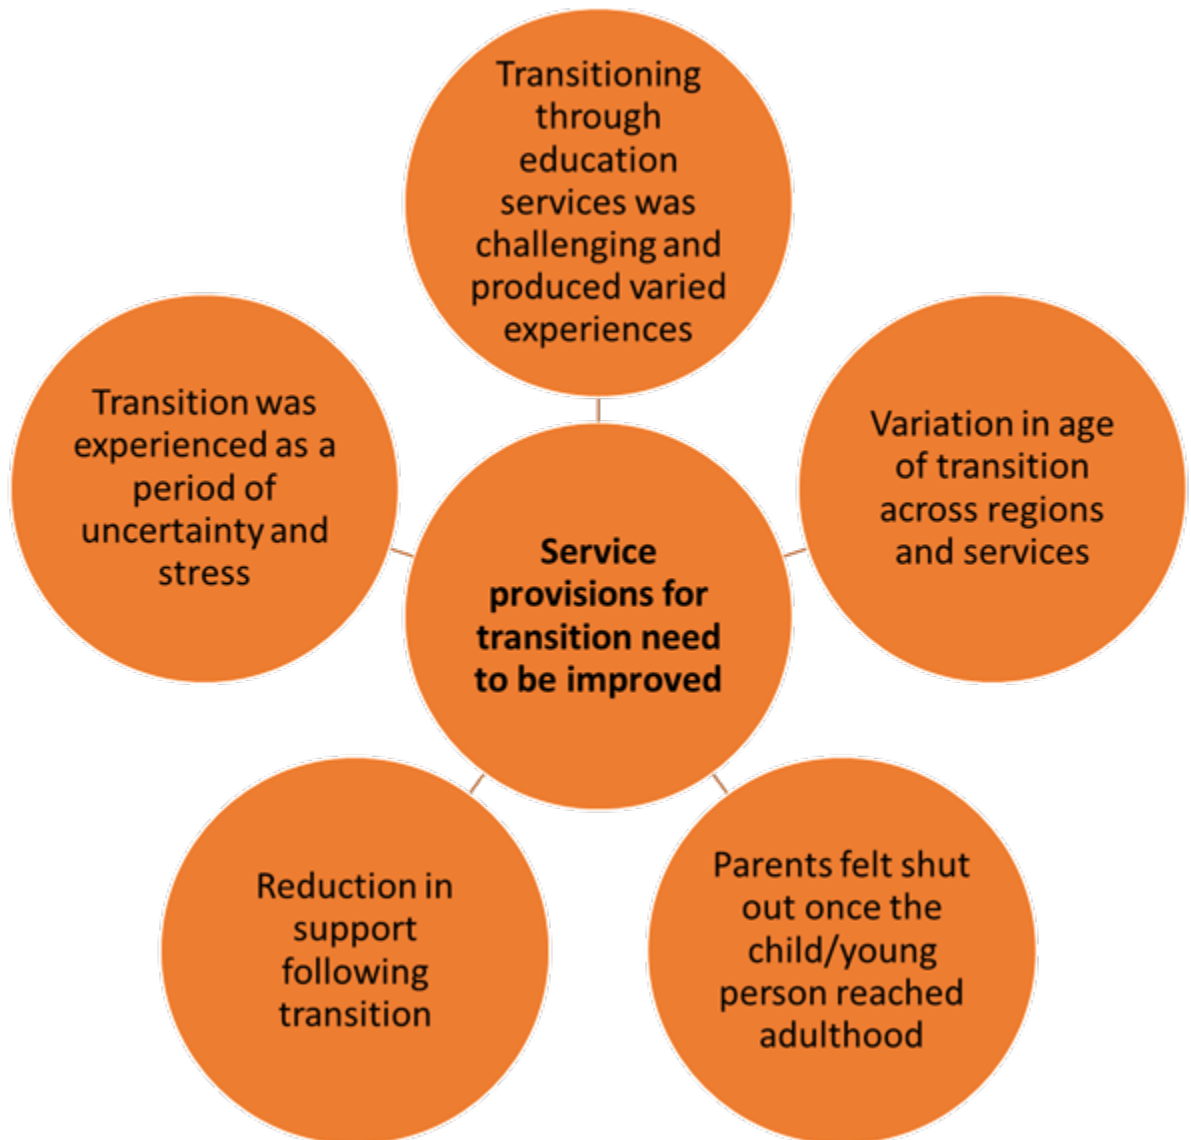 Transitioning
through
education
services was
challenging and
produced varied
experiences
Transition was
experienced as a
period of
uncertainty and
stress
Variation in age
of transition
across regions
and services
Service
provisions for
transition need
to be improved
Reduction in
support
following
transition
Parents felt shut
out once the
child/young
person reached
adulthood